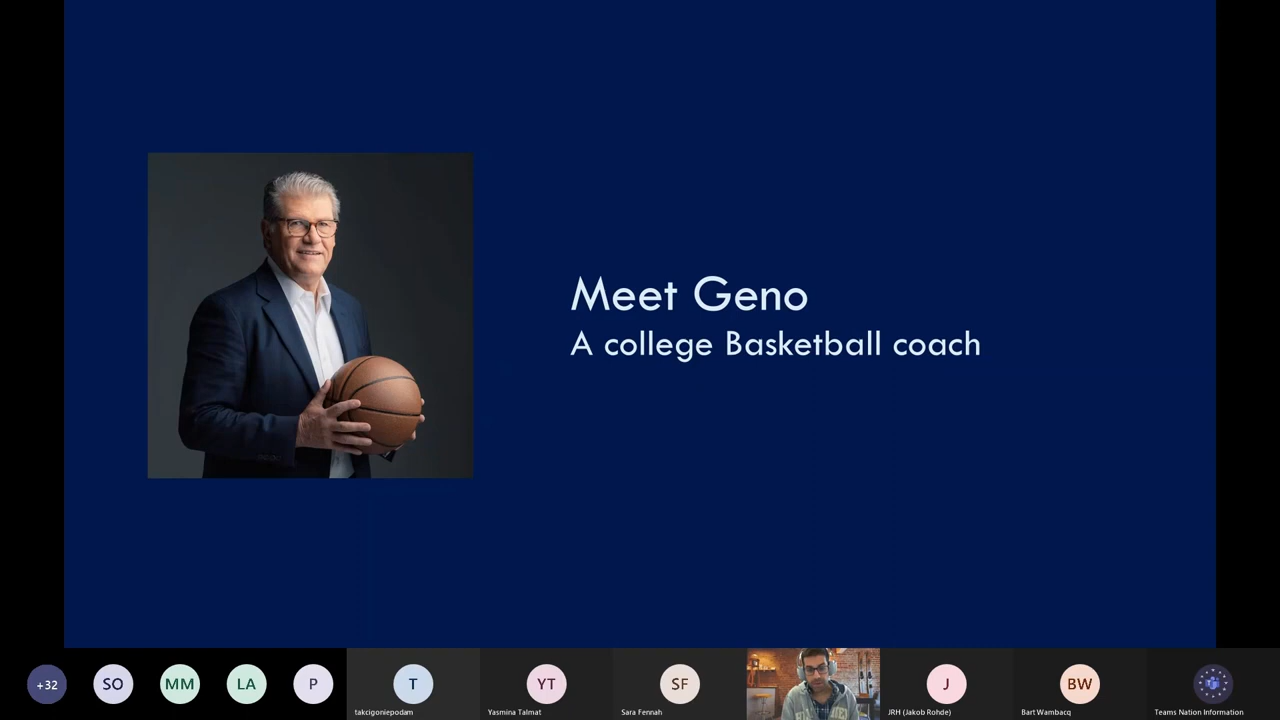 Meet Geno
A college Basketball coach
+32
SO
MM
LA
P
T
YT
SF
J
BW
takcigoniepodam
Yasmina Talmat
Sara Fennah
JRH (Jakob Rohde)
Bart Wambacq
Teams Nation Information